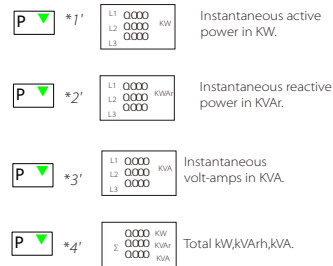 P *1' L1 0.000 KW Instantaneous active
L2 0.000 power in KW.
L3 0.000
P *2' L1 0.000 KWAr Instantaneous reactive
L2 0.000 power in KVAr.
L3 0.000
P *3' L1 0.000 KVA Instantaneous
L2 0.000 volt-amps in KVA.
L3 0.000
P *4' Σ 0.000 KW Total kW,kVArh,kVA.
0.000 KVAr
0.000 KVA